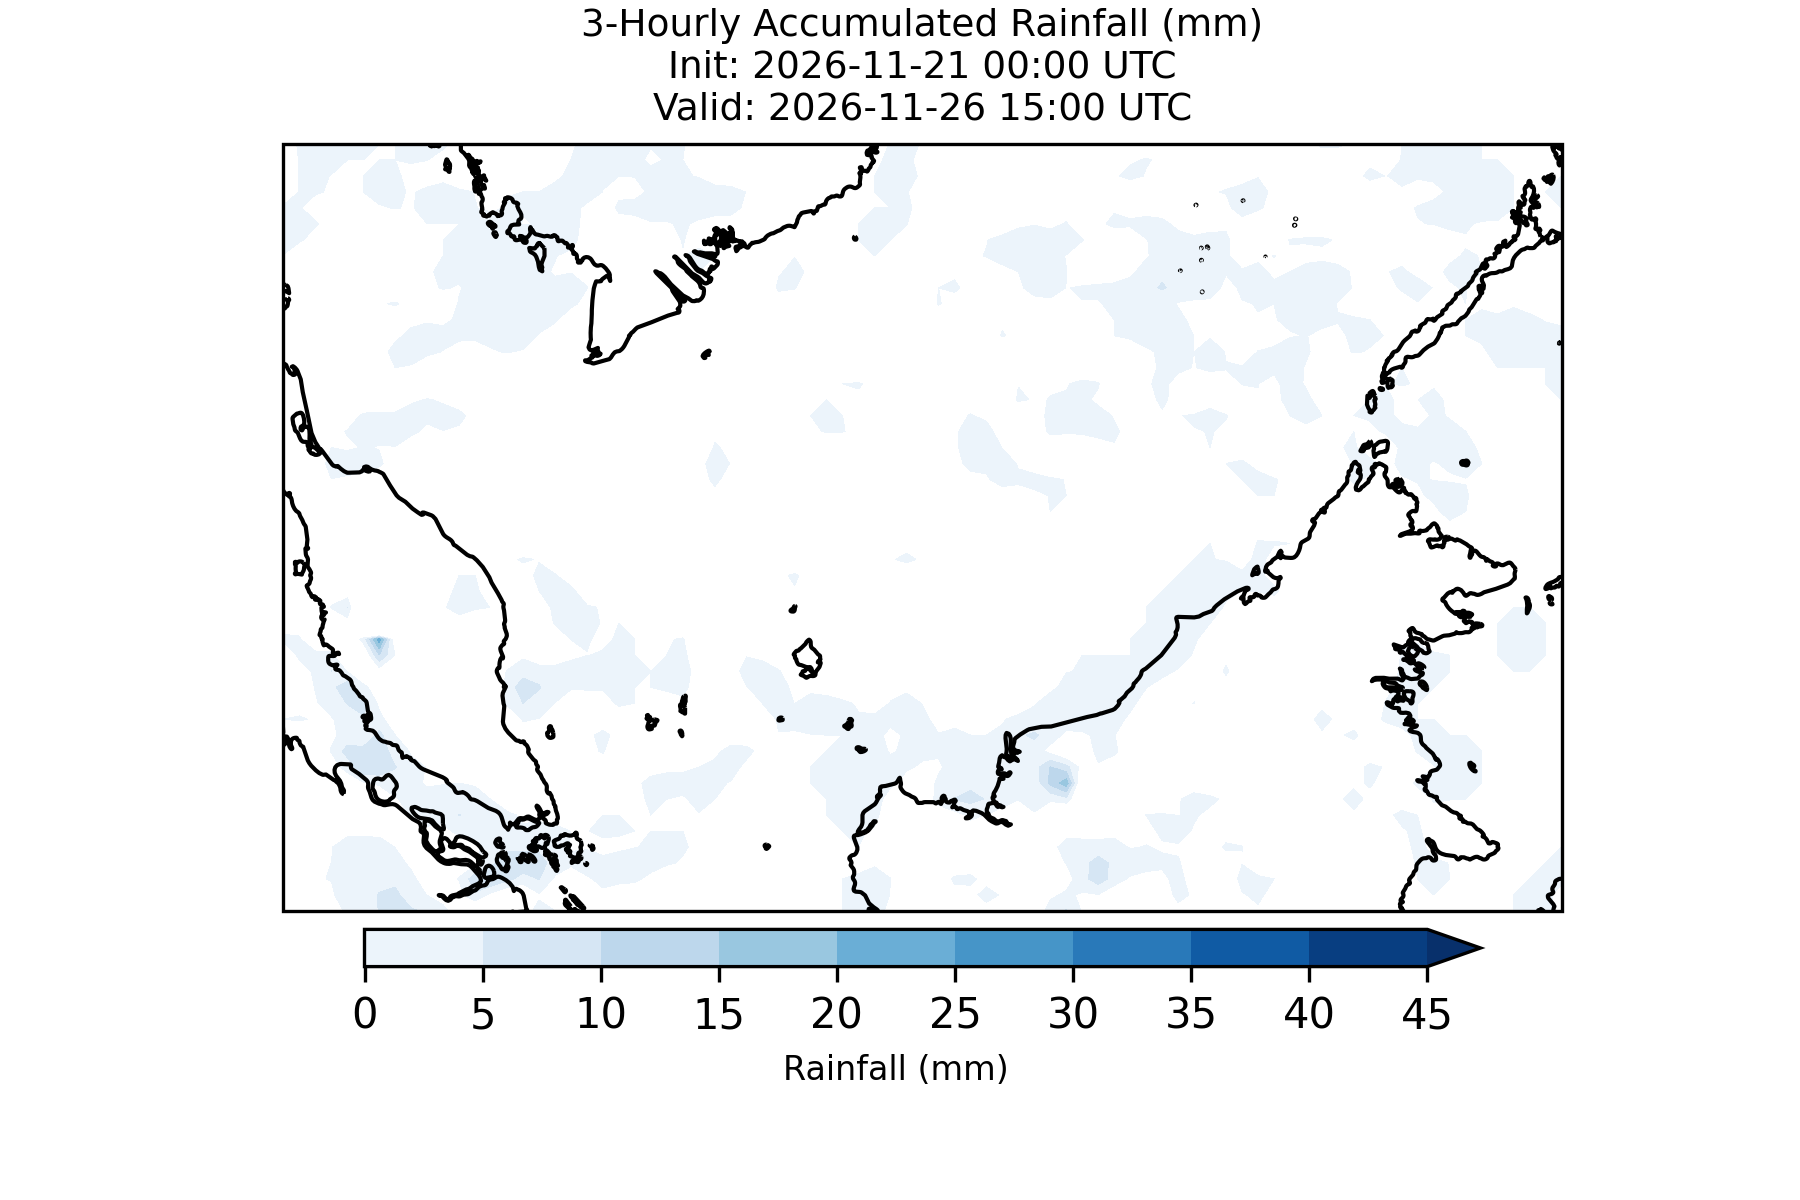 3-Hourly Accumulated Rainfall (mm)
Init: 2026-11-21 00:00 UTC
Valid: 2026-11-26 15:00 UTC
0 5 10 15 20 25 30 35 40 45
Rainfall (mm)